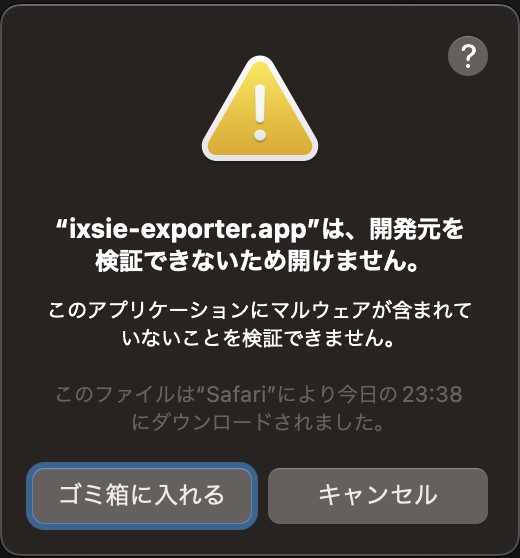 ?
“ixsie-exporter.app”は、開発元を
検証できないため開けません。
このアプリケーションにマルウェアが含まれて
いないことを検証できません。
このファイルは“Safari”により今日の23:38
にダウンロードされました。
ゴミ箱に入れる
キャンセル